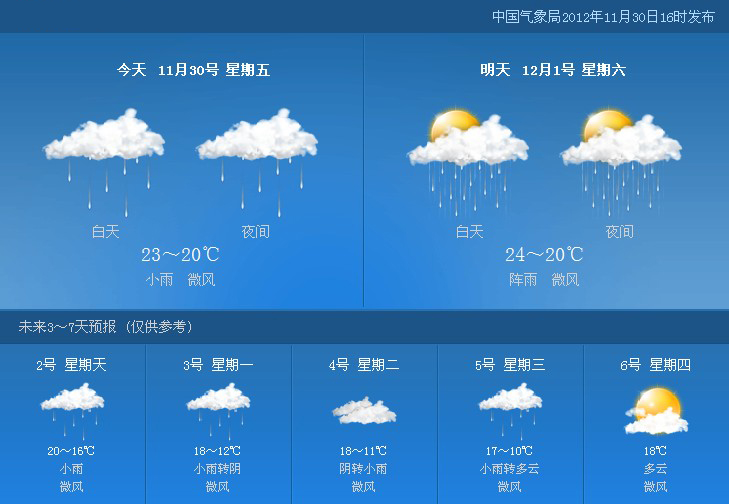 中国气象局2012年11月30日16时发布
今天 11月30号 星期五
明天 12月1号 星期六
白天 夜间
白天 夜间
23～20℃
24～20℃
小雨 微风
阵雨 微风
未来3～7天预报 (仅供参考)
2号 星期天
3号 星期一
4号 星期二
5号 星期三
6号 星期四
20～16℃
18～12℃
18～11℃
17～10℃
18℃
小雨
小雨转阴
阴转小雨
小雨转多云
多云
微风
微风
微风
微风
微风